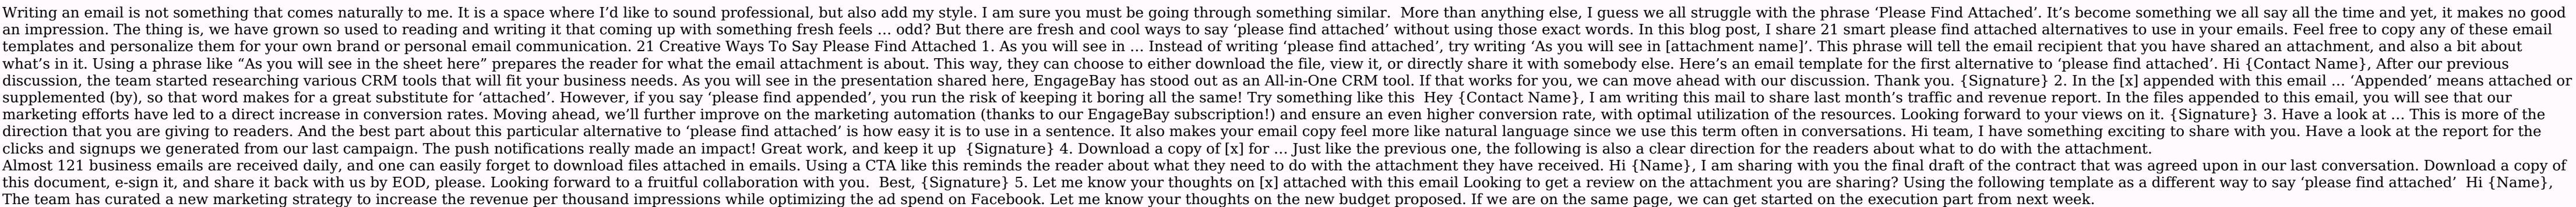 Writing an email is not something that comes naturally to me. It is a space where I’d like to sound professional, but also add my style. I am sure you must be going through something similar.  More than anything else, I guess we all struggle with the phrase ‘Please Find Attached’. It’s become something we all say all the time and yet, it makes no good
an impression. The thing is, we have grown so used to reading and writing it that coming up with something fresh feels … odd? But there are fresh and cool ways to say ‘please find attached’ without using those exact words. In this blog post, I share 21 smart please find attached alternatives to use in your emails. Feel free to copy any of these email
templates and personalize them for your own brand or personal email communication. 21 Creative Ways To Say Please Find Attached 1. As you will see in … Instead of writing ‘please find attached’, try writing ‘As you will see in [attachment name]’. This phrase will tell the email recipient that you have shared an attachment, and also a bit about
what’s in it. Using a phrase like “As you will see in the sheet here” prepares the reader for what the email attachment is about. This way, they can choose to either download the file, view it, or directly share it with somebody else. Here’s an email template for the first alternative to ‘please find attached’. Hi {Contact Name}, After our previous
discussion, the team started researching various CRM tools that will fit your business needs. As you will see in the presentation shared here, EngageBay has stood out as an All-in-One CRM tool. If that works for you, we can move ahead with our discussion. Thank you. {Signature} 2. In the [x] appended with this email … ‘Appended’ means attached or
supplemented (by), so that word makes for a great substitute for ‘attached’. However, if you say ‘please find appended’, you run the risk of keeping it boring all the same! Try something like this  Hey {Contact Name}, I am writing this mail to share last month’s traffic and revenue report. In the files appended to this email, you will see that our
marketing efforts have led to a direct increase in conversion rates. Moving ahead, we’ll further improve on the marketing automation (thanks to our EngageBay subscription!) and ensure an even higher conversion rate, with optimal utilization of the resources. Looking forward to your views on it. {Signature} 3. Have a look at … This is more of the
direction that you are giving to readers. And the best part about this particular alternative to ‘please find attached’ is how easy it is to use in a sentence. It also makes your email copy feel more like natural language since we use this term often in conversations. Hi team, I have something exciting to share with you. Have a look at the report for the
clicks and signups we generated from our last campaign. The push notifications really made an impact! Great work, and keep it up  {Signature} 4. Download a copy of [x] for … Just like the previous one, the following is also a clear direction for the readers about what to do with the attachment.
Almost 121 business emails are received daily, and one can easily forget to download files attached in emails. Using a CTA like this reminds the reader about what they need to do with the attachment they have received. Hi {Name}, I am sharing with you the final draft of the contract that was agreed upon in our last conversation. Download a copy of
this document, e-sign it, and share it back with us by EOD, please. Looking forward to a fruitful collaboration with you.  Best, {Signature} 5. Let me know your thoughts on [x] attached with this email Looking to get a review on the attachment you are sharing? Using the following template as a different way to say ‘please find attached’  Hi {Name},
The team has curated a new marketing strategy to increase the revenue per thousand impressions while optimizing the ad spend on Facebook. Let me know your thoughts on the new budget proposed. If we are on the same page, we can get started on the execution part from next week.